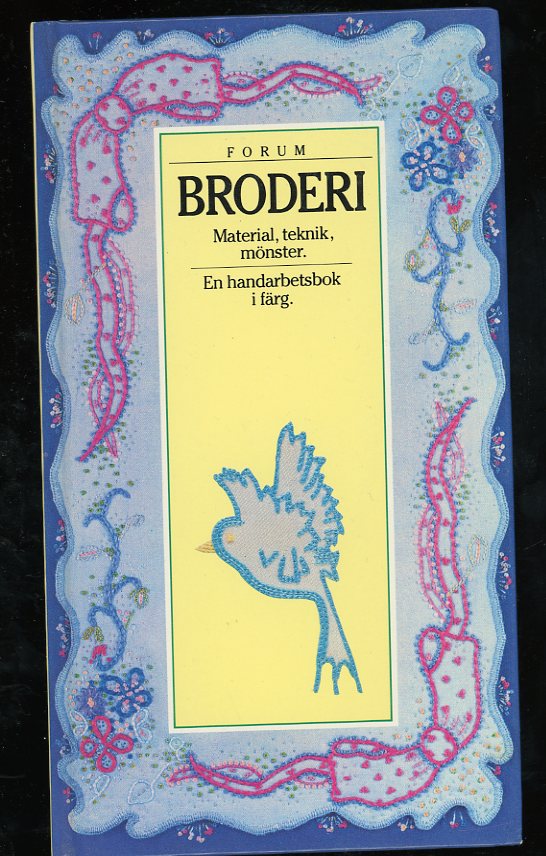 FORUM
BRODERI
Material, teknik,
mönster.
En handarbetsbok
i färg.